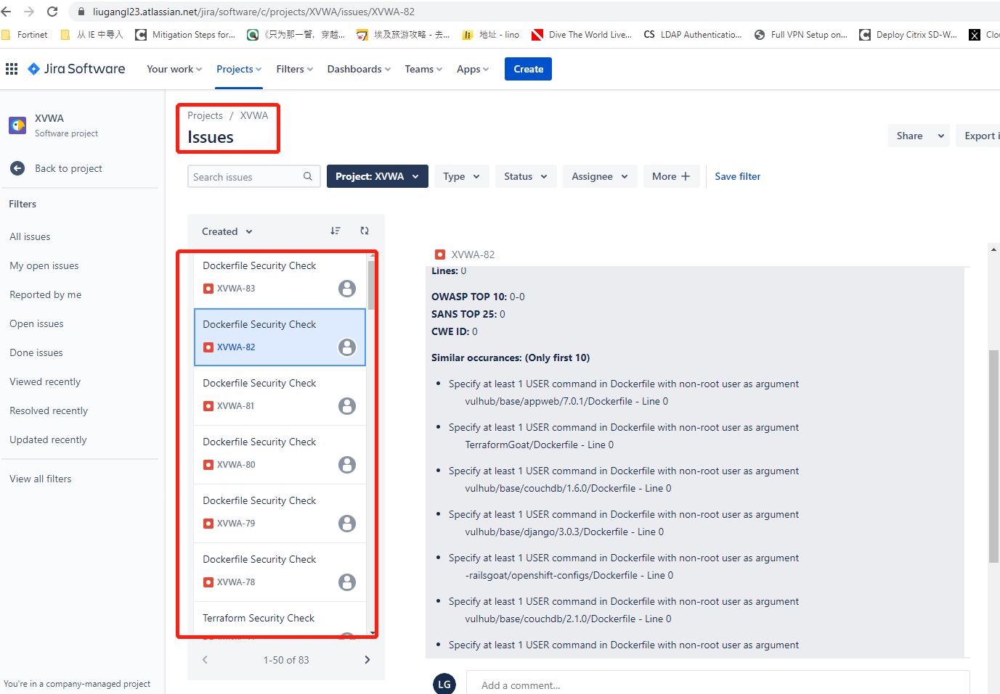 liugangl23.atlassian.net/jira/software/c/projects/XVWA/issues/XVWA-82
Fortinet
从 IE 中导入
Mitigation Steps for...
《只为那一瞥，穿越...
埃及旅游攻略 - 去...
地址 - lino
Dive The World Live...
CS LDAP Authenticatio...
Full VPN Setup on...
Deploy Citrix SD-W...
Clou
Jira Software
Your work
Projects
Filters
Dashboards
Teams
Apps
Create
XVWA
Software project
Back to project
Filters
All issues
My open issues
Reported by me
Open issues
Done issues
Viewed recently
Resolved recently
Updated recently
View all filters
You're in a company-managed project
Projects / XVWA
Issues
Share
Export i
Search issues
Project: XVWA
Type
Status
Assignee
More +
Save filter
Created
Dockerfile Security Check
XVWA-83
Dockerfile Security Check
XVWA-82
Dockerfile Security Check
XVWA-81
Dockerfile Security Check
XVWA-80
Dockerfile Security Check
XVWA-79
Dockerfile Security Check
XVWA-78
Terraform Security Check
1-50 of 83
XVWA-82
Lines: 0
OWASP TOP 10: 0-0
SANS TOP 25: 0
CWE ID: 0
Similar occurances: (Only first 10)
• Specify at least 1 USER command in Dockerfile with non-root user as argument
vulhub/base/appweb/7.0.1/Dockerfile - Line 0
• Specify at least 1 USER command in Dockerfile with non-root user as argument
TerraformGoat/Dockerfile - Line 0
• Specify at least 1 USER command in Dockerfile with non-root user as argument
vulhub/base/couchdb/1.6.0/Dockerfile - Line 0
• Specify at least 1 USER command in Dockerfile with non-root user as argument
vulhub/base/django/3.0.3/Dockerfile - Line 0
• Specify at least 1 USER command in Dockerfile with non-root user as argument
-railsgoat/openshift-configs/Dockerfile - Line 0
• Specify at least 1 USER command in Dockerfile with non-root user as argument
vulhub/base/couchdb/2.1.0/Dockerfile - Line 0
• Specify at least 1 USER command in Dockerfile with non-root user as argument
LG
Add a comment...